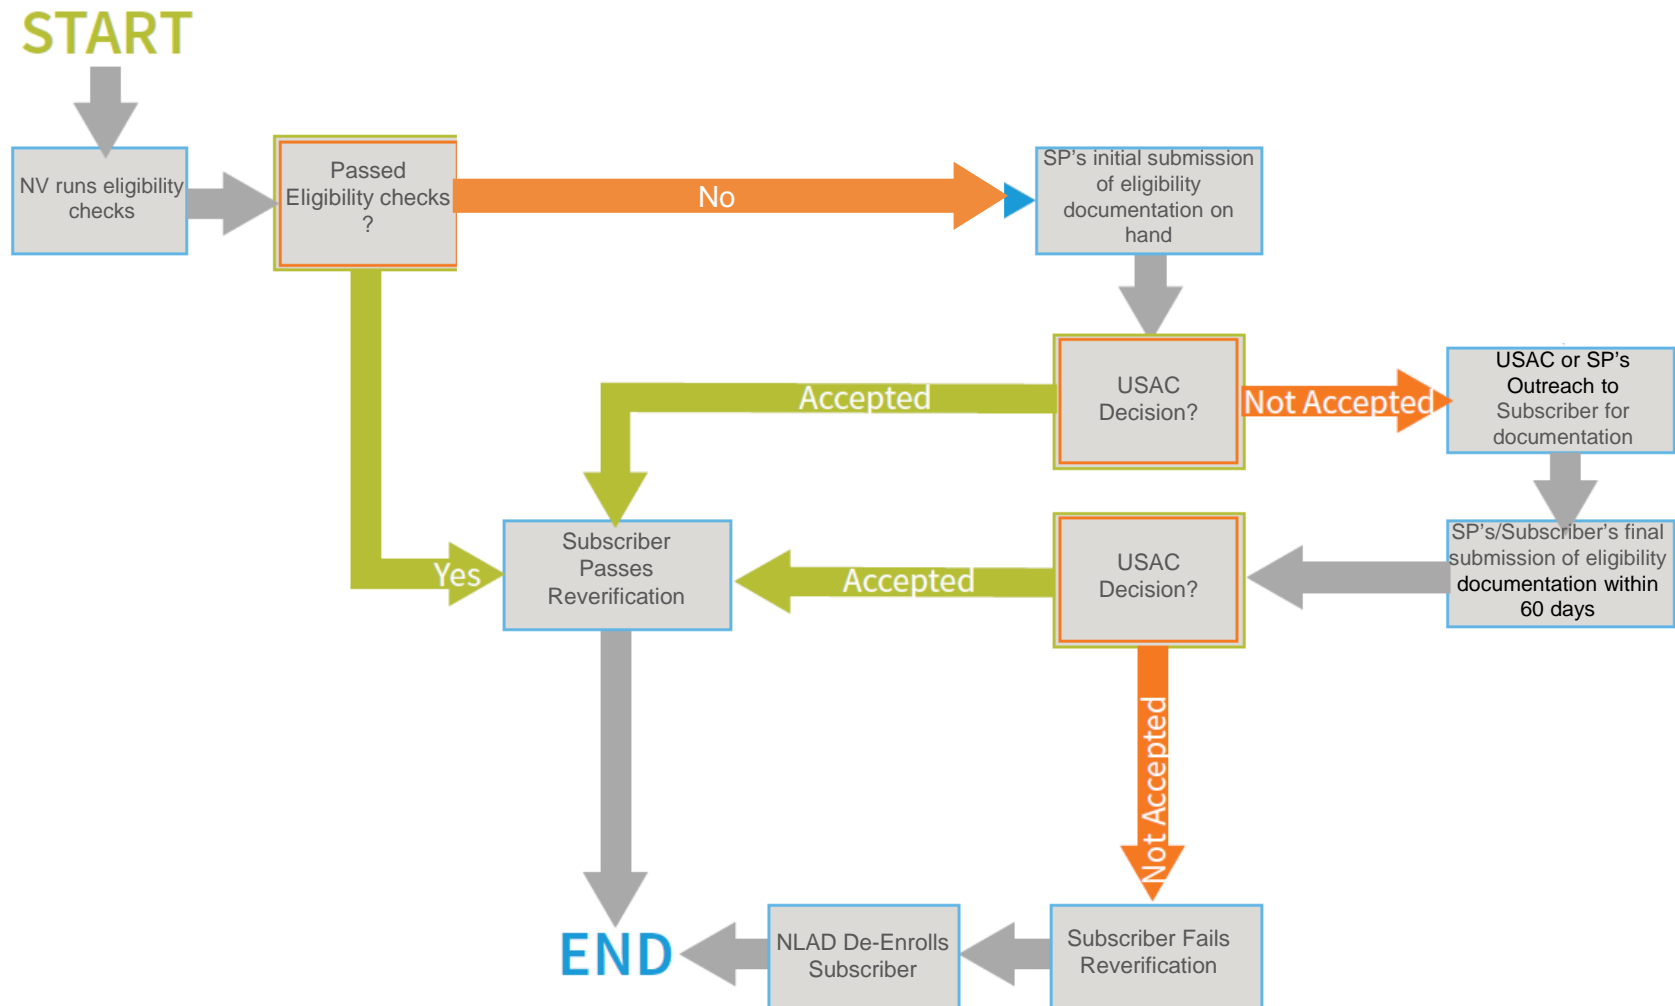 START
NV runs eligibility
checks
Passed
Eligibility checks
?
No
SP's initial submission
of eligibility
documentation on
hand
USAC
Decision?
Accepted
Not Accepted
USAC or SP's
Outreach to
Subscriber for
documentation
Subscriber
Passes
Reverification
Yes
Accepted
USAC
Decision?
SP's/Subscriber's final
submission of eligibility
documentation within
60 days
Not Accepted
END
NLAD De-Enrolls
Subscriber
Subscriber Fails
Reverification